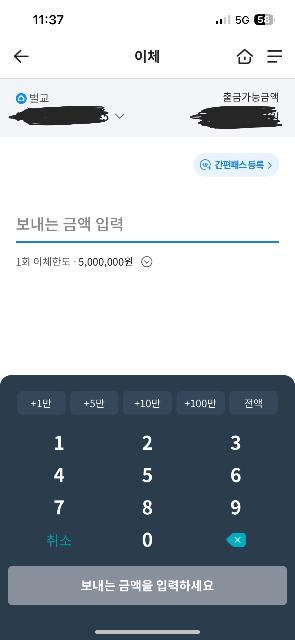 11:37
5G 58
이체
벌교
출금가능금액
간편패스 등록 >
보내는 금액 입력
1회 이체한도 · 5,000,000원
+1만 +5만 +10만 +100만 전액
1 2 3
4 5 6
7 8 9
취소 0
보내는 금액을 입력하세요